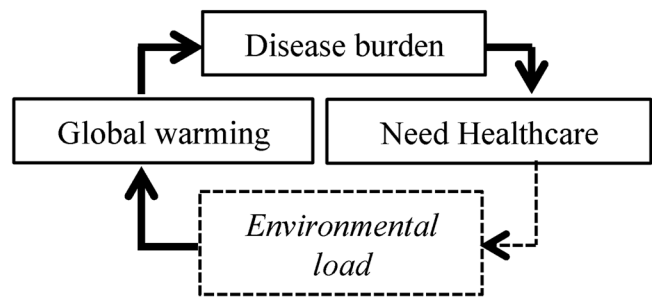 Disease burden
Global warming
Need Healthcare
Environmental
load